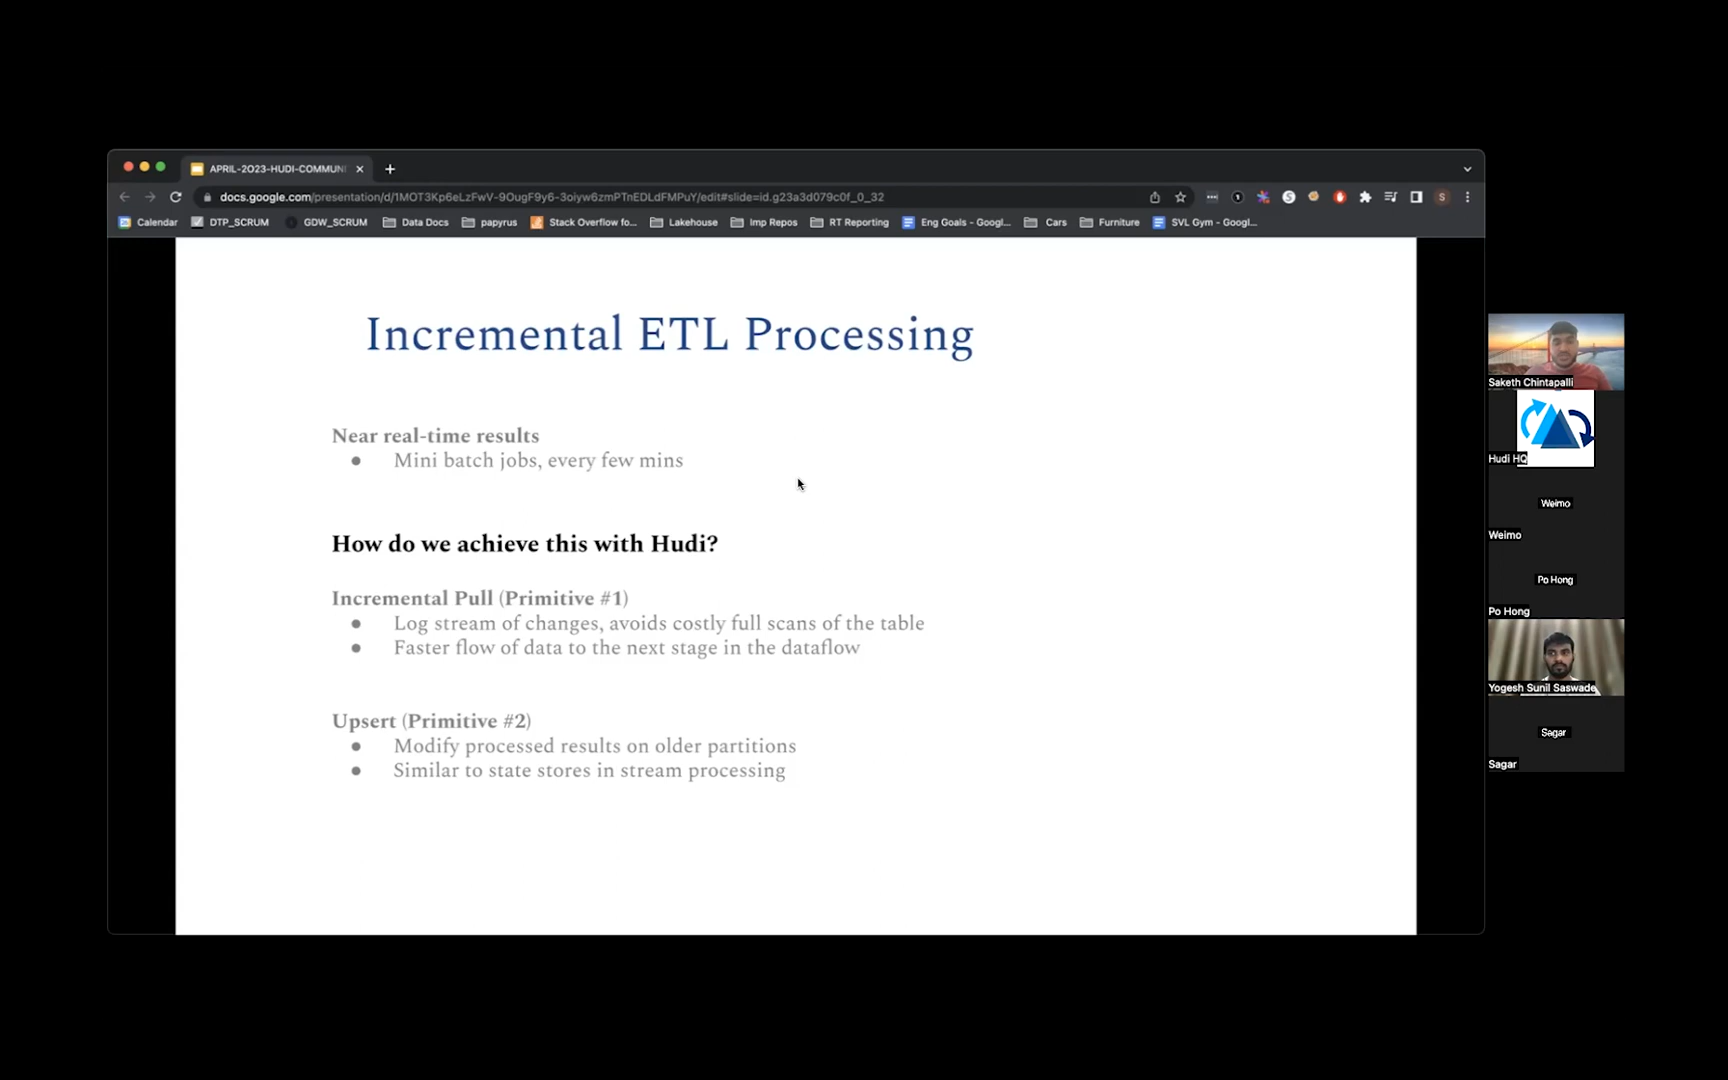 APRIL-2023-HUDI-COMMUNI
docs.google.com/presentation/d/1MOT3Kp6eLzFwV-9OugF9y6-3oiyw6zmPTnEDLdFMPuY/edit#slide=id.g23a3d079c0f_0_32
S
Calendar DTP_SCRUM GDW_SCRUM Data Docs papyrus Stack Overflow fo... Lakehouse Imp Repos RT Reporting Eng Goals - Googl... Cars Furniture SVL Gym - Googl...
Incremental ETL Processing
Near real-time results
● Mini batch jobs, every few mins
How do we achieve this with Hudi?
Incremental Pull (Primitive #1)
● Log stream of changes, avoids costly full scans of the table
● Faster flow of data to the next stage in the dataflow
Upsert (Primitive #2)
● Modify processed results on older partitions
● Similar to state stores in stream processing
Saketh Chintapalli
Hudi HQ
Weimo
Weimo
Po Hong
Po Hong
Yogesh Sunil Saswade
Sagar
Sagar